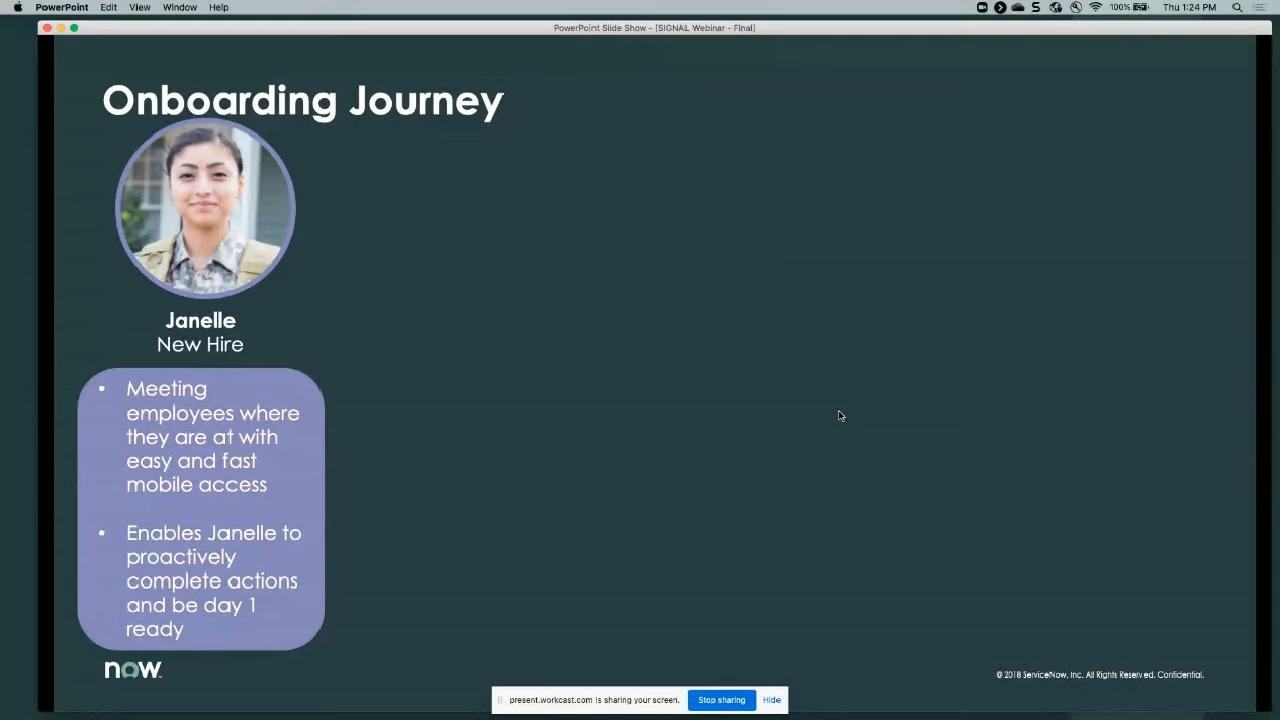 PowerPoint Edit View Window Help 100% Thu 1:24 PM
PowerPoint Slide Show - [SIGNAL Webinar - Final]
Onboarding Journey
Janelle
New Hire
• Meeting
employees where
they are at with
easy and fast
mobile access
• Enables Janelle to
proactively
complete actions
and be day 1
ready
now
© 2018 ServiceNow, Inc. All Rights Reserved. Confidential.
present.workcast.com is sharing your screen. Stop sharing Hide